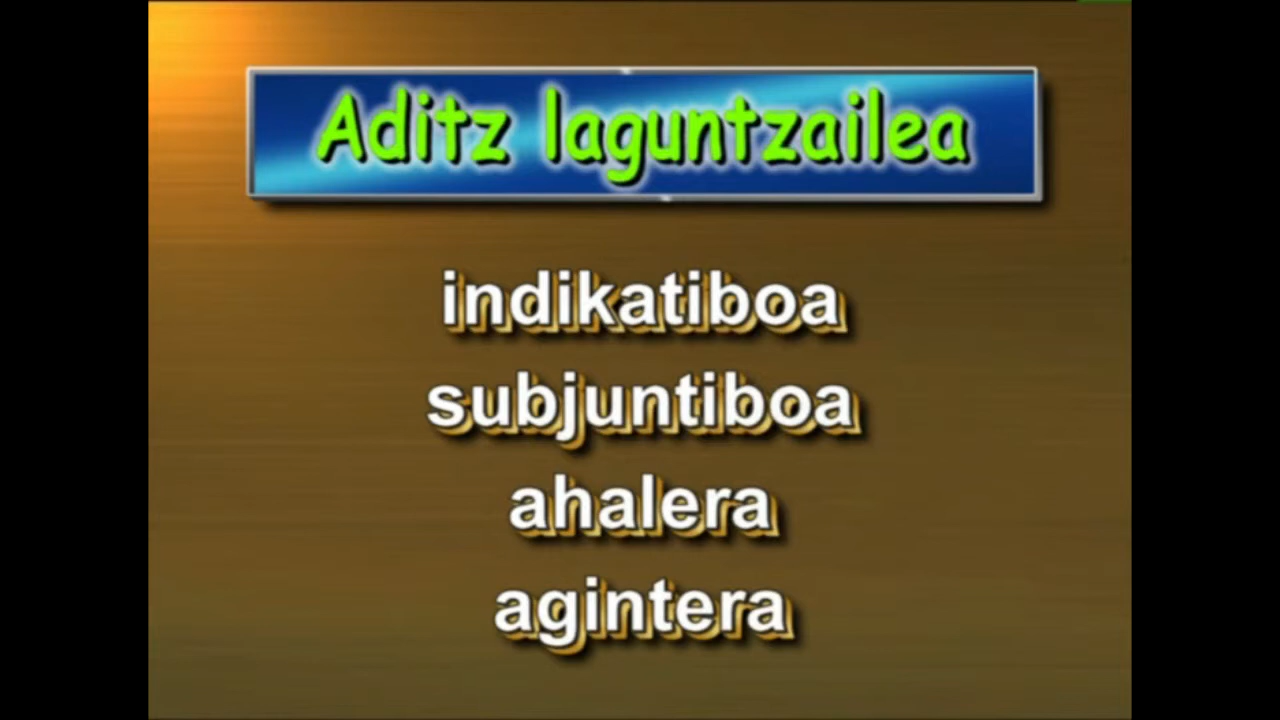 Aditz laguntzailea
indikatiboa
subjuntiboa
ahalera
agintera